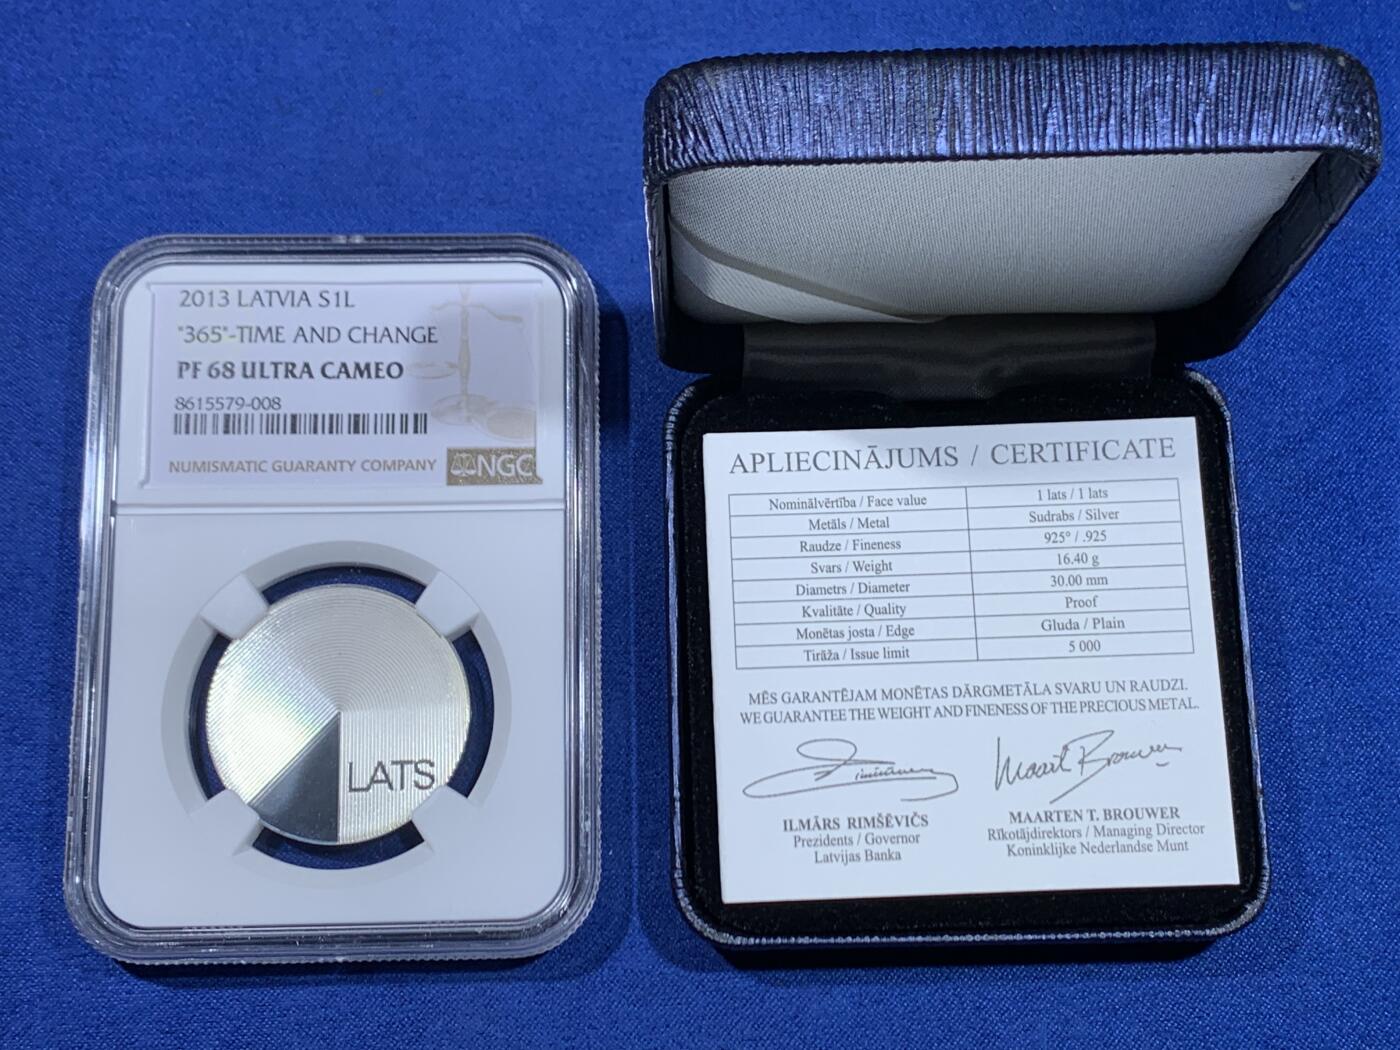 2013 LATVIA S1L
"365"-TIME AND CHANGE
PF 68 ULTRA CAMEO
8615579-008
NUMISMATIC GUARANTY COMPANY NGC
LATS
APLIECINĀJUMS / CERTIFICATE
Nominālvērtība / Face value 1 lats / 1 lats
Metāls / Metal Sudrabs / Silver
Raudze / Fineness 925° / .925
Svars / Weight 16.40 g
Diametrs / Diameter 30.00 mm
Kvalitāte / Quality Proof
Monētas josta / Edge Gluda / Plain
Tirāža / Issue limit 5 000
MĒS GARANTĒJAM MONĒTAS DĀRGMETĀLA SVARU UN RAUDZI.
WE GUARANTEE THE WEIGHT AND FINENESS OF THE PRECIOUS METAL.
Maarten Brouwer
ILMĀRS RIMŠĒVIČS
Prezidents / Governor
Latvijas Banka
MAARTEN T. BROUWER
Rīkotājdirektors / Managing Director
Koninklijke Nederlandse Munt